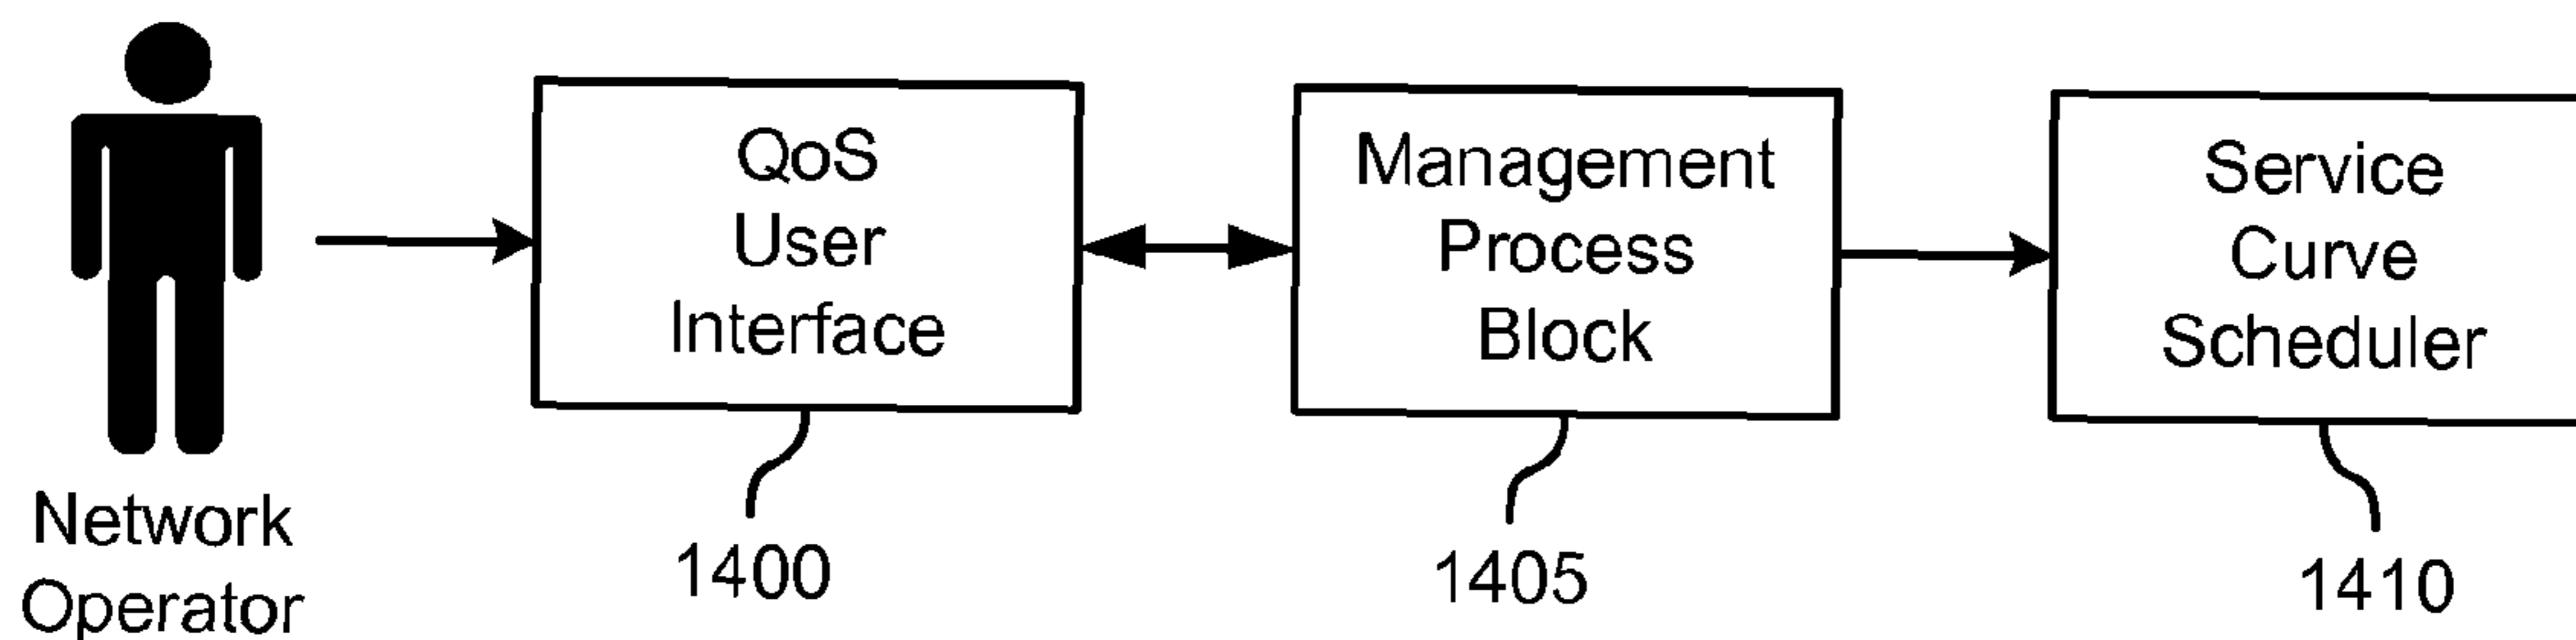 QoS
User
Interface
Management
Process
Block
Service
Curve
Scheduler
Network
Operator
1400
1405
1410